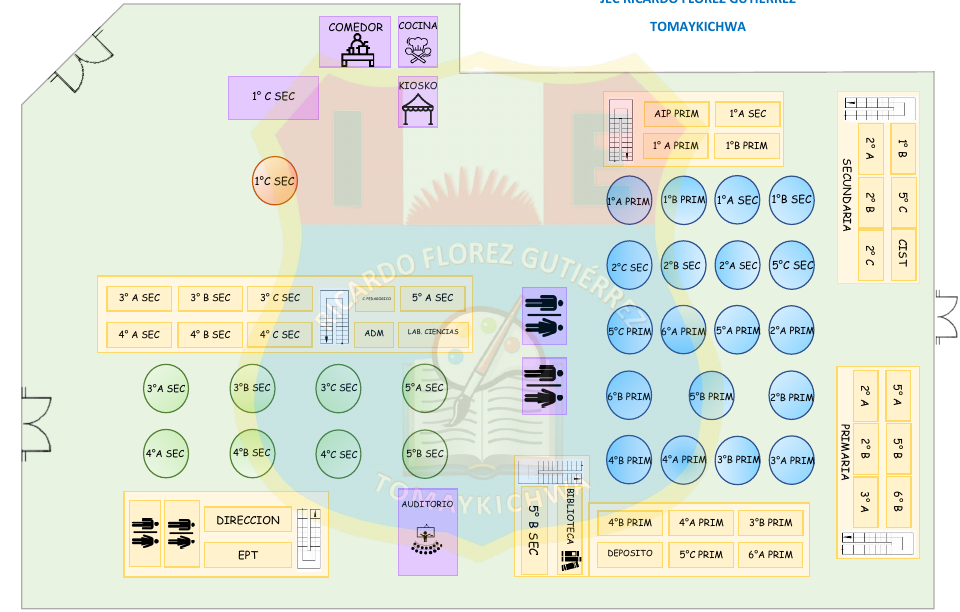 JEC RICARDO FLOREZ GUTIERREZ
TOMAYKICHWA
COMEDOR
COCINA
1° C SEC
KIOSKO
1°C SEC
AIP PRIM
1°A SEC
1° A PRIM
1°B PRIM
SECUNDARIA
2° A
1° B
2° B
5° C
2° C
CIST
1°A PRIM
1°B PRIM
1°A SEC
1°B SEC
2°C SEC
2°B SEC
2°A SEC
5°C SEC
5°C PRIM
6°A PRIM
5°A PRIM
2°A PRIM
6°B PRIM
5°B PRIM
2°B PRIM
4°B PRIM
4°A PRIM
3°B PRIM
3°A PRIM
RICARDO FLOREZ GUTIÉRREZ
I E
3° A SEC
3° B SEC
3° C SEC
C PEDAGOGICO
5° A SEC
4° A SEC
4° B SEC
4° C SEC
ADM
LAB. CIENCIAS
3°A SEC
3°B SEC
3°C SEC
5°A SEC
4°A SEC
4°B SEC
4°C SEC
5°B SEC
TOMAYKICHWA
PRIMARIA
2° A
5° A
2° B
5° B
3° A
6° B
DIRECCION
EPT
AUDITORIO
5° B SEC
BIBLIOTECA
4°B PRIM
4°A PRIM
3°B PRIM
DEPOSITO
5°C PRIM
6°A PRIM